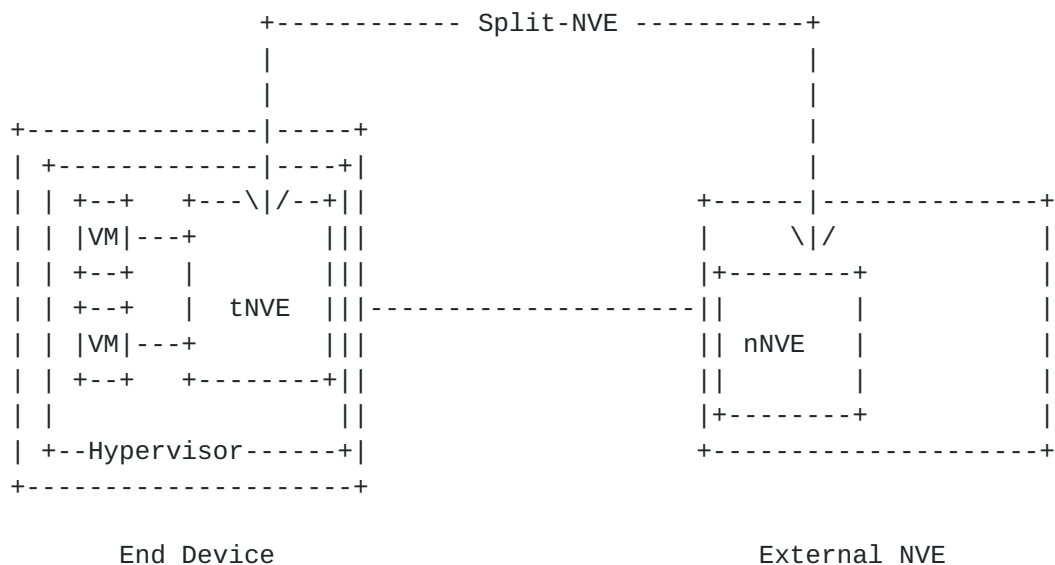 Split-NVE
VM
tNVE
VM
nNVE
Hypervisor
End Device External NVE